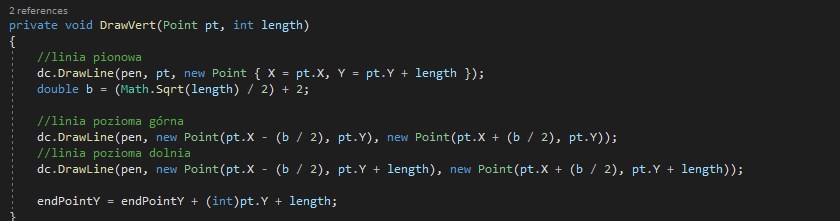 2 references
private void DrawVert(Point pt, int length)
{
//linia pionowa
dc.DrawLine(pen, pt, new Point { X = pt.X, Y = pt.Y + length });
double b = (Math.Sqrt(length) / 2) + 2;
//linia pozioma górna
dc.DrawLine(pen, new Point(pt.X - (b / 2), pt.Y), new Point(pt.X + (b / 2), pt.Y));
//linia pozioma dolnia
dc.DrawLine(pen, new Point(pt.X - (b / 2), pt.Y + length), new Point(pt.X + (b / 2), pt.Y + length));
endPointY = endPointY + (int)pt.Y + length;
}